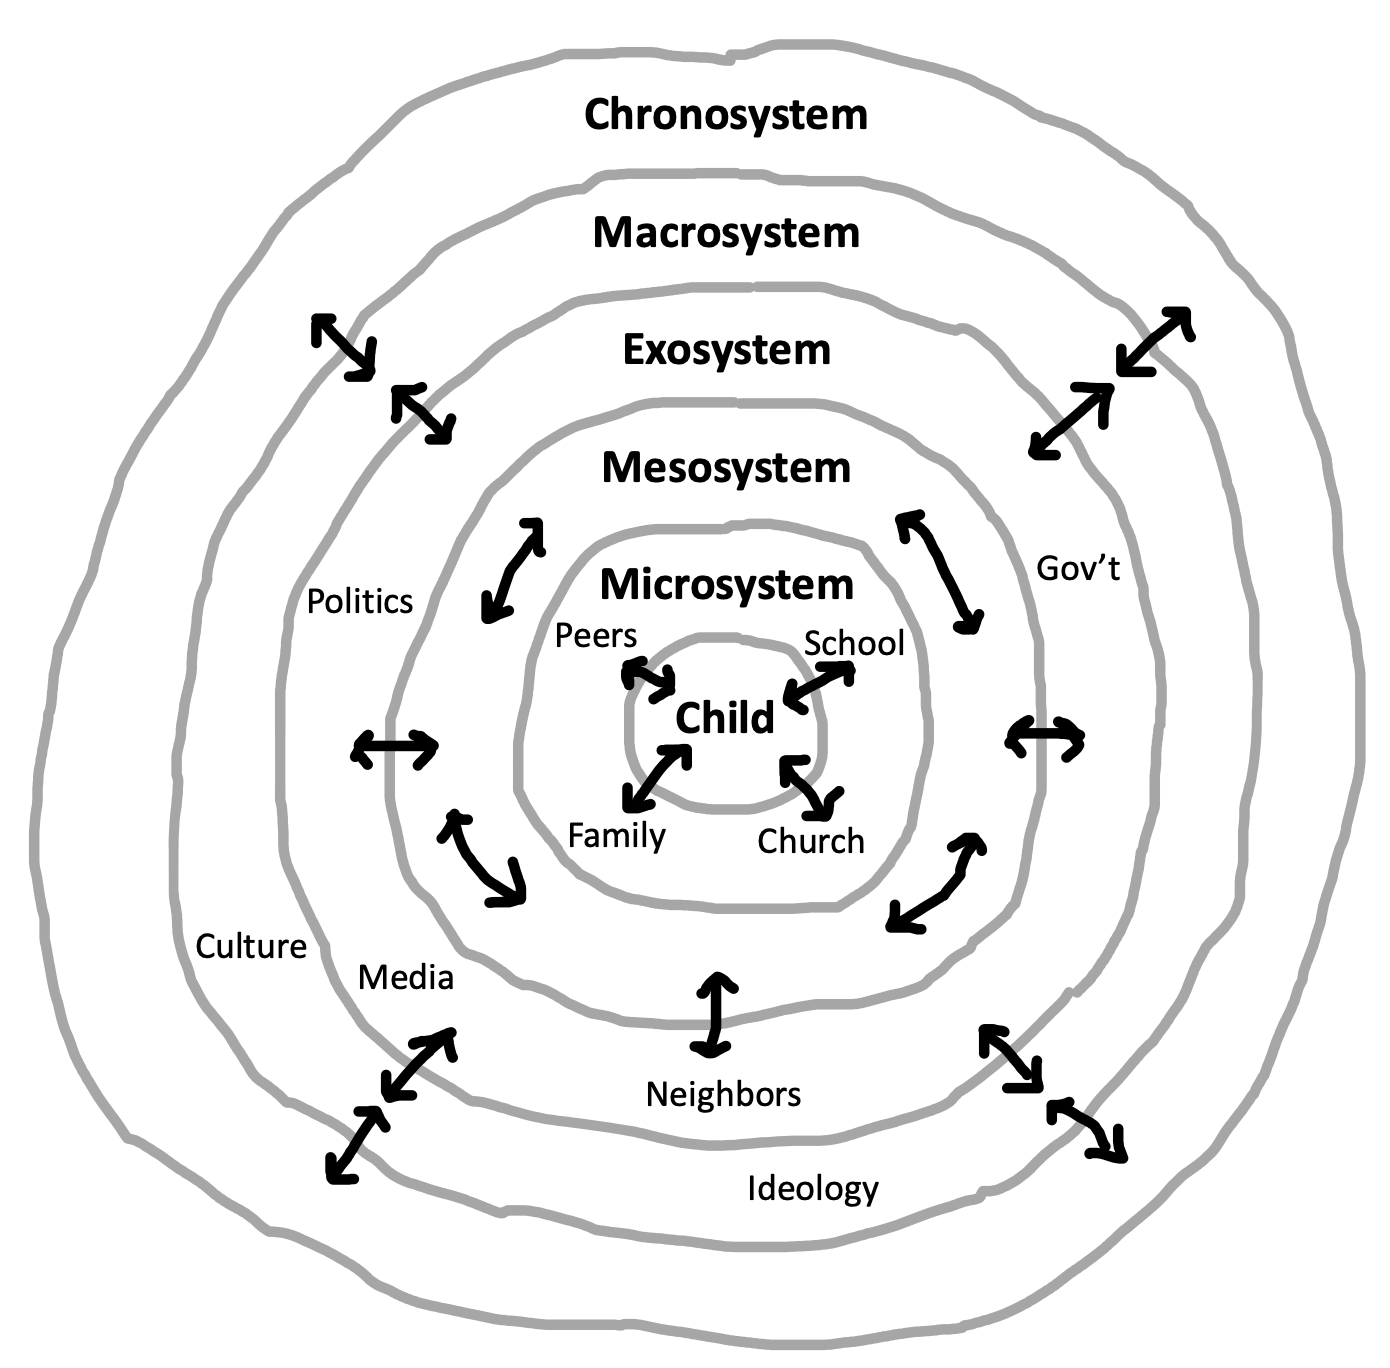 Chronosystem
Macrosystem
Exosystem
Mesosystem
Gov’t
Microsystem
Politics
Peers
School
Child
Family
Church
Culture
Media
Neighbors
Ideology